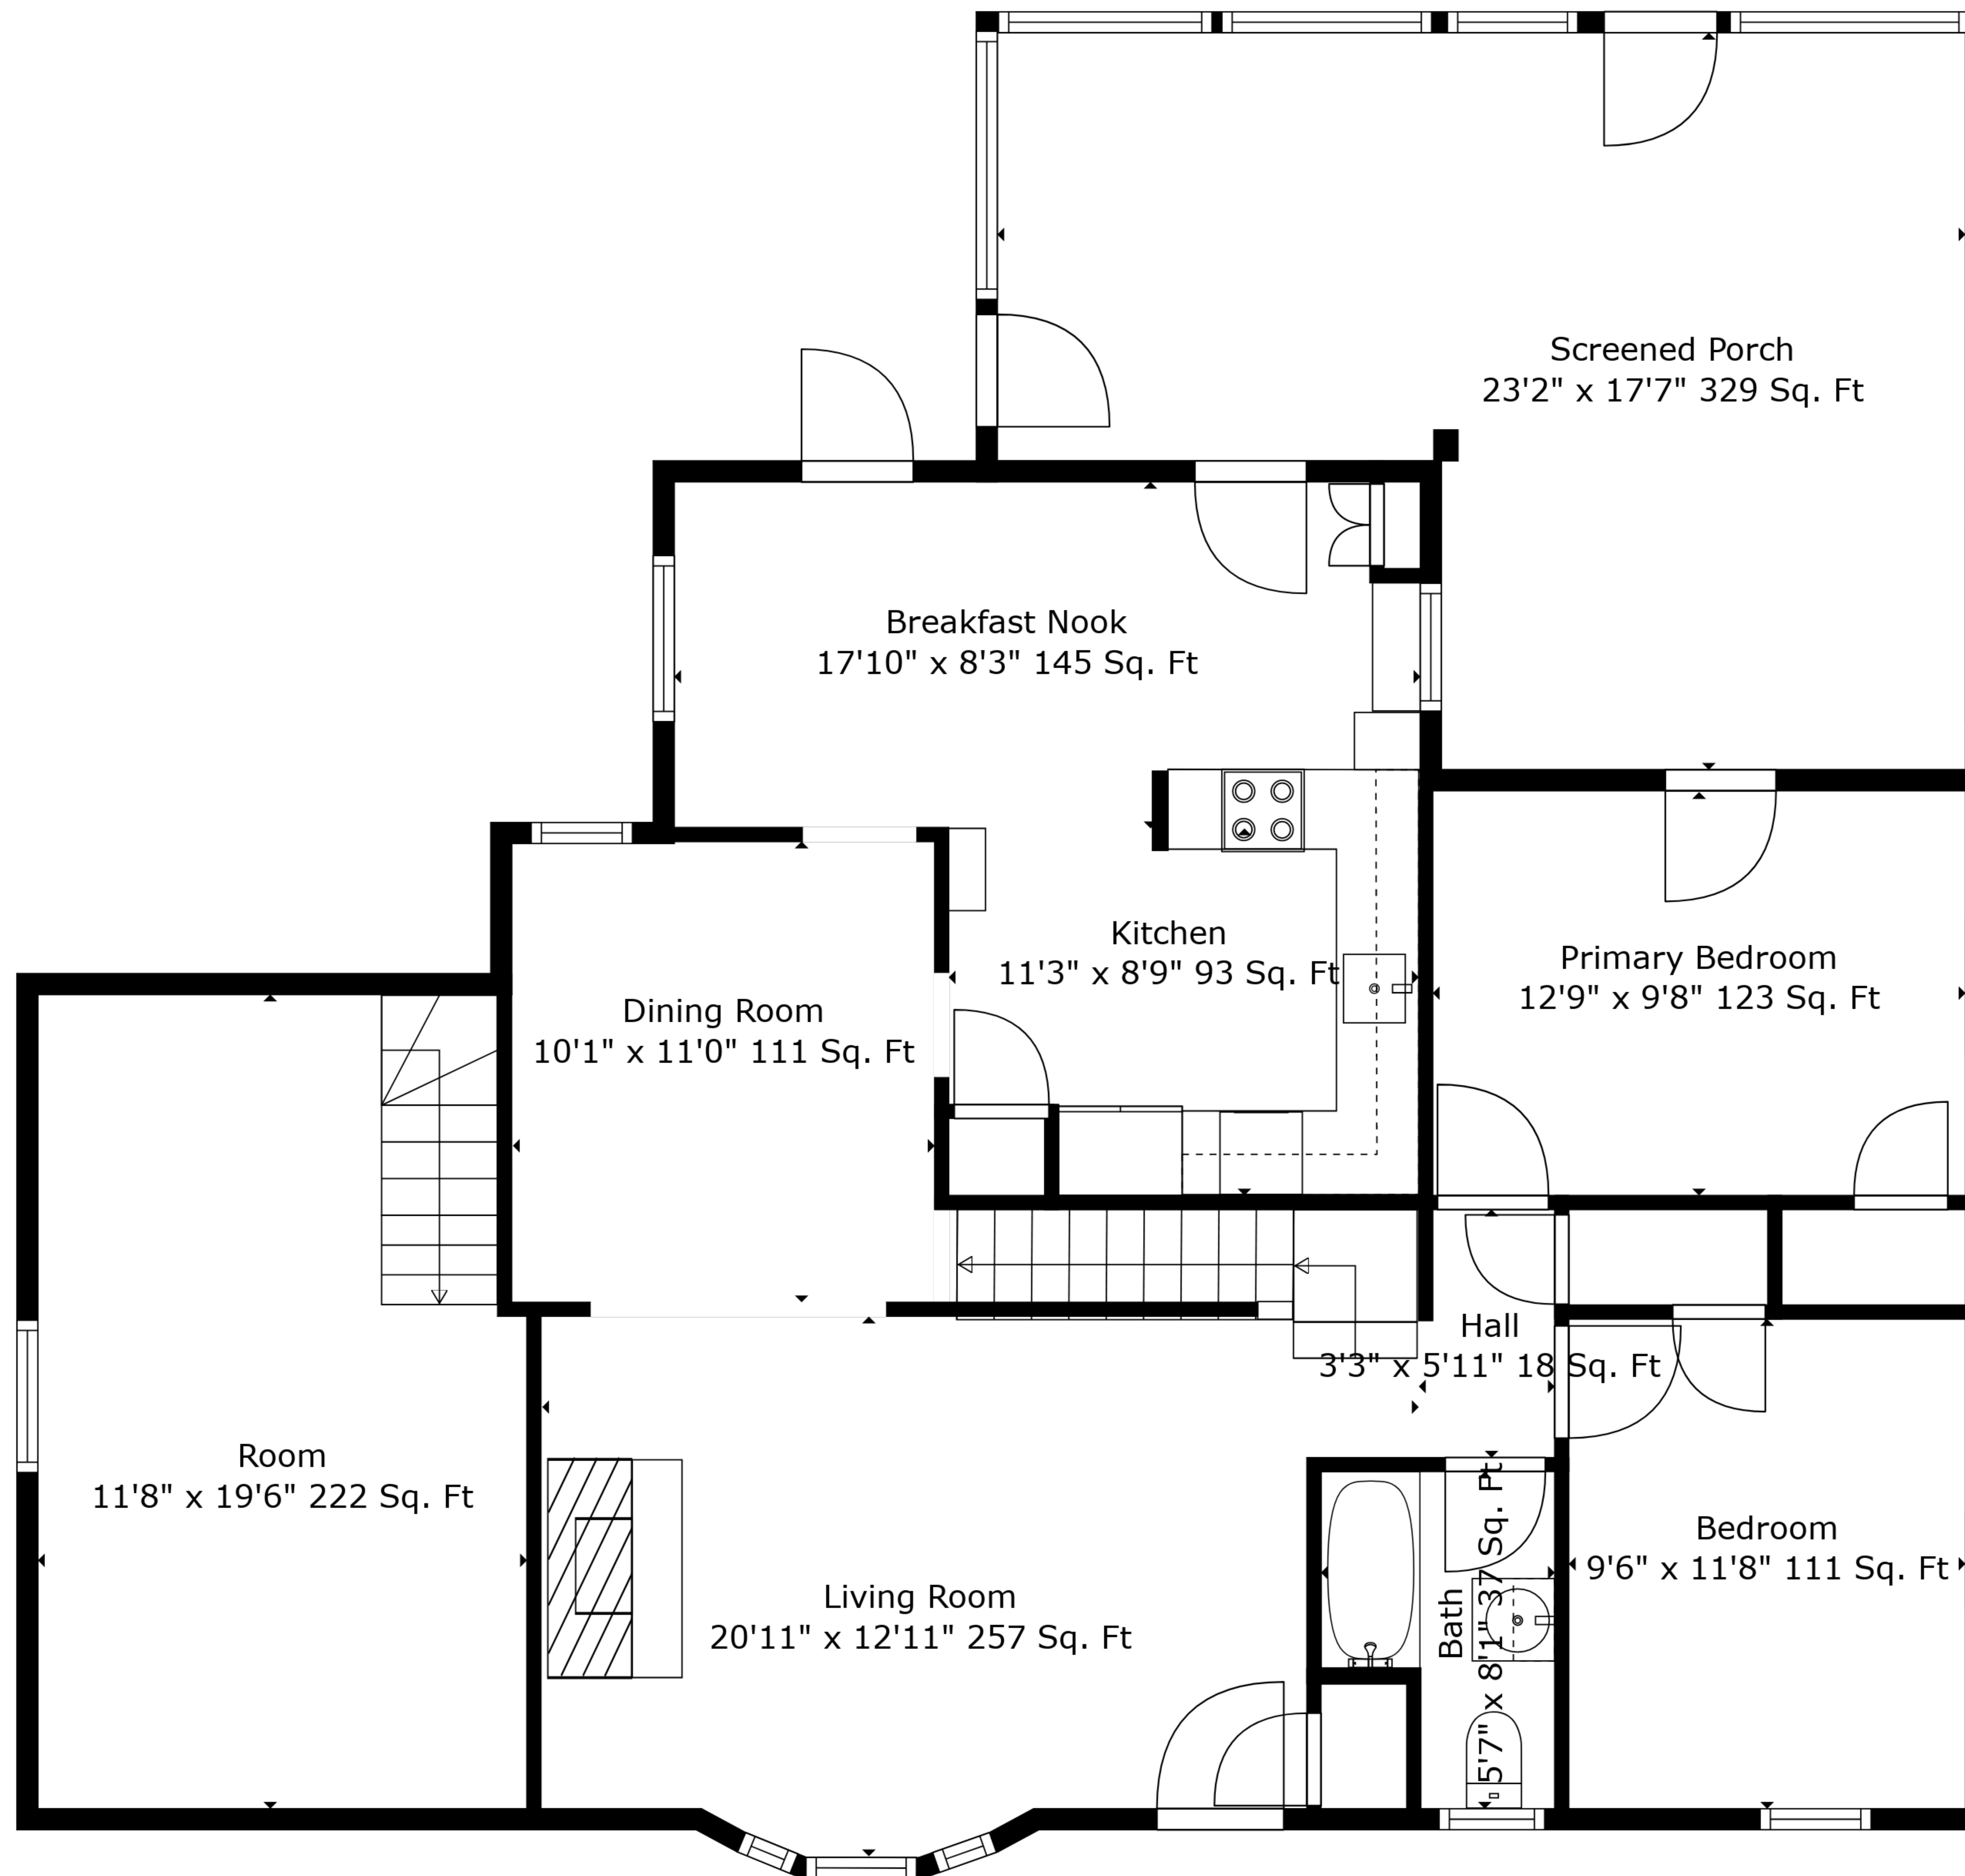 Screened Porch
23'2" x 17'7" 329 Sq. Ft
Breakfast Nook
17'10" x 8'3" 145 Sq. Ft
Kitchen
11'3" x 8'9" 93 Sq. Ft
Primary Bedroom
12'9" x 9'8" 123 Sq. Ft
Dining Room
10'1" x 11'0" 111 Sq. Ft
Hall
3'3" x 5'11" 18 Sq. Ft
Room
11'8" x 19'6" 222 Sq. Ft
Living Room
20'11" x 12'11" 257 Sq. Ft
Bath
5'7" x 8'1" 37 Sq. Ft
Bedroom
9'6" x 11'8" 111 Sq. Ft